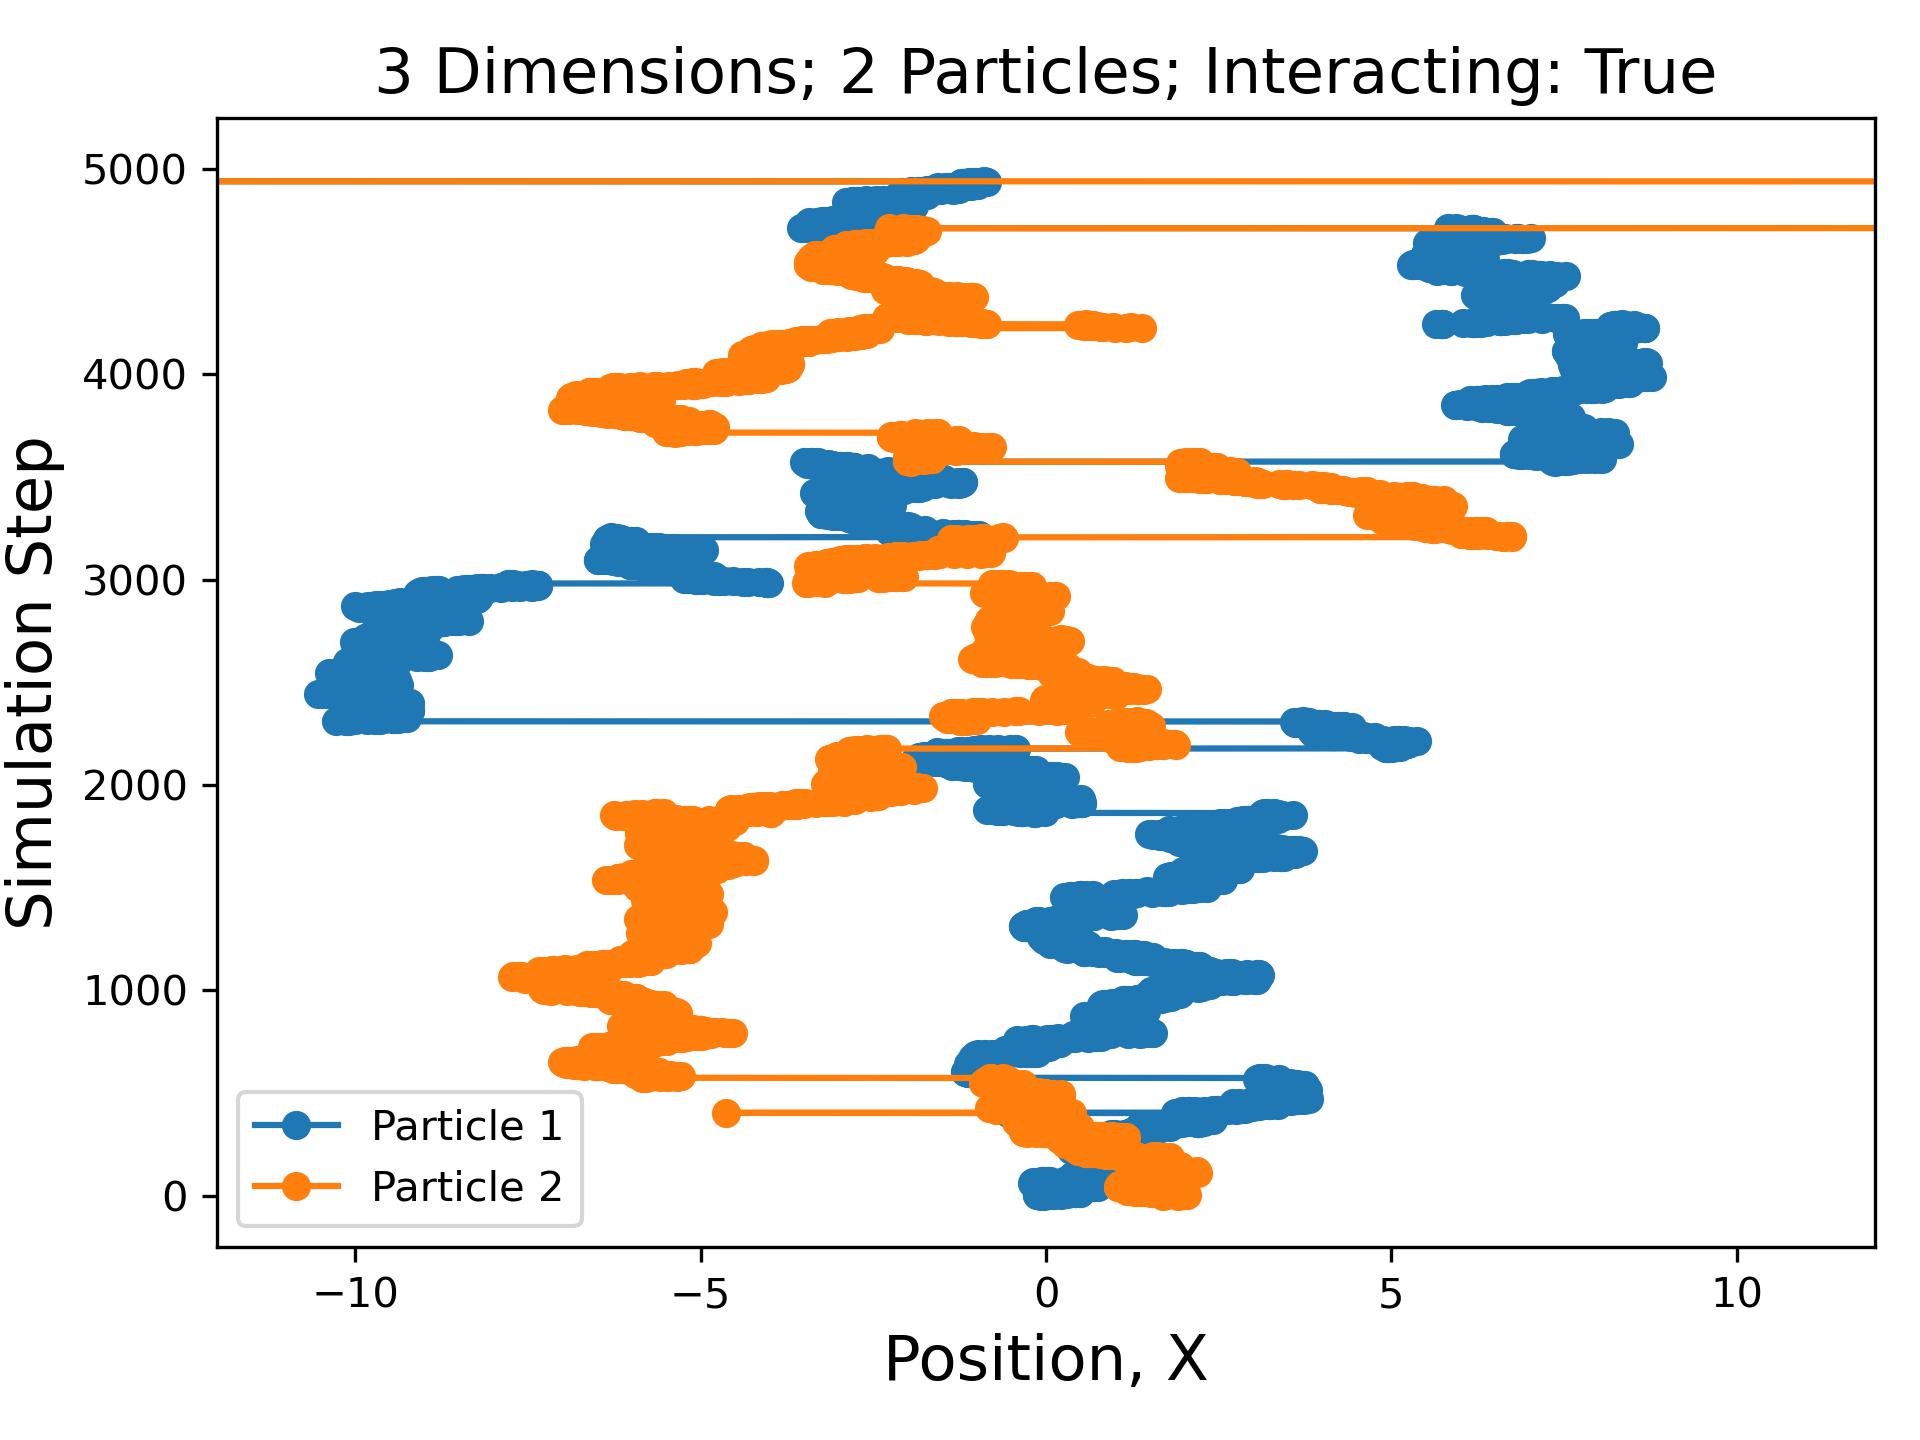 3 Dimensions; 2 Particles; Interacting: True
Simulation Step
5000
4000
3000
2000
1000
0
Particle 1
Particle 2
−10
−5
0
5
10
Position, X